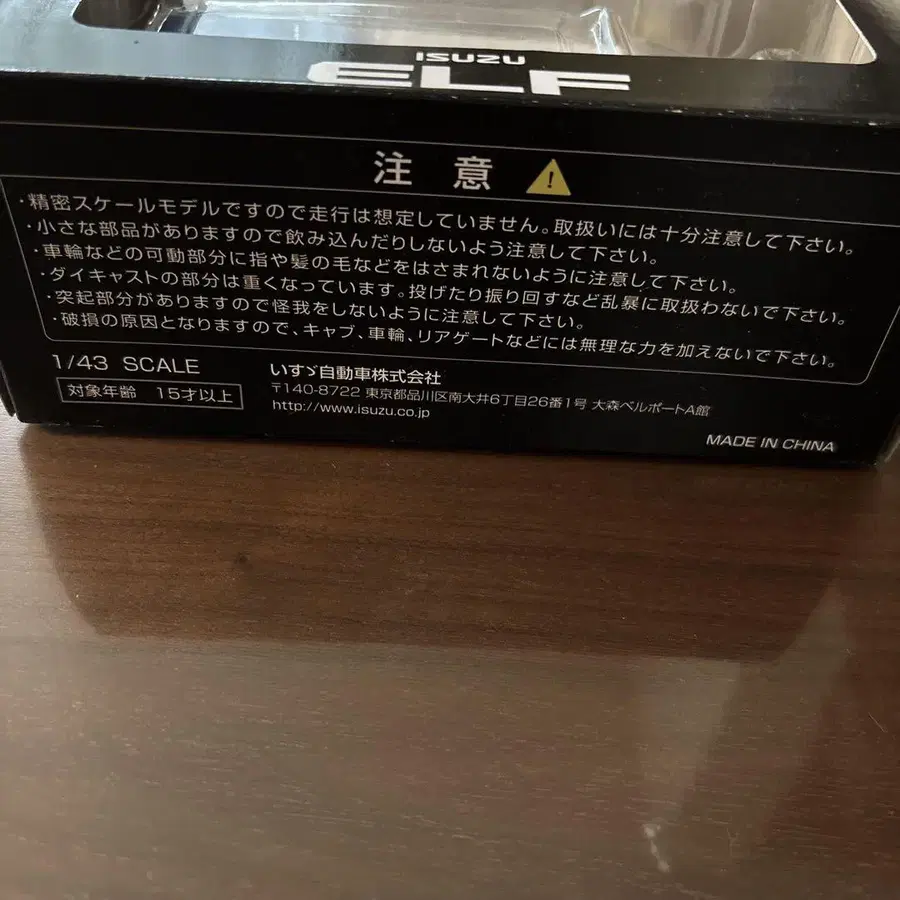 ISUZU
ELF
注 意
・精密スケールモデルですので走行は想定していません。取扱いには十分注意して下さい。
・小さな部品がありますので飲み込んだりしないよう注意して下さい。
・車輪などの可動部分に指や髪の毛などをはさまれないように注意して下さい。
・ダイキャストの部分は重くなっています。投げたり振り回すなど乱暴に取扱わないで下さい。
・突起部分がありますので怪我をしないように注意して下さい。
・破損の原因となりますので、キャブ、車輪、リアゲートなどには無理な力を加えないで下さい。
1/43 SCALE
対象年齢 15才以上
いすゞ自動車株式会社
〒140-8722 東京都品川区南大井6丁目26番1号 大森ベルポートA館
http://www.isuzu.co.jp
MADE IN CHINA